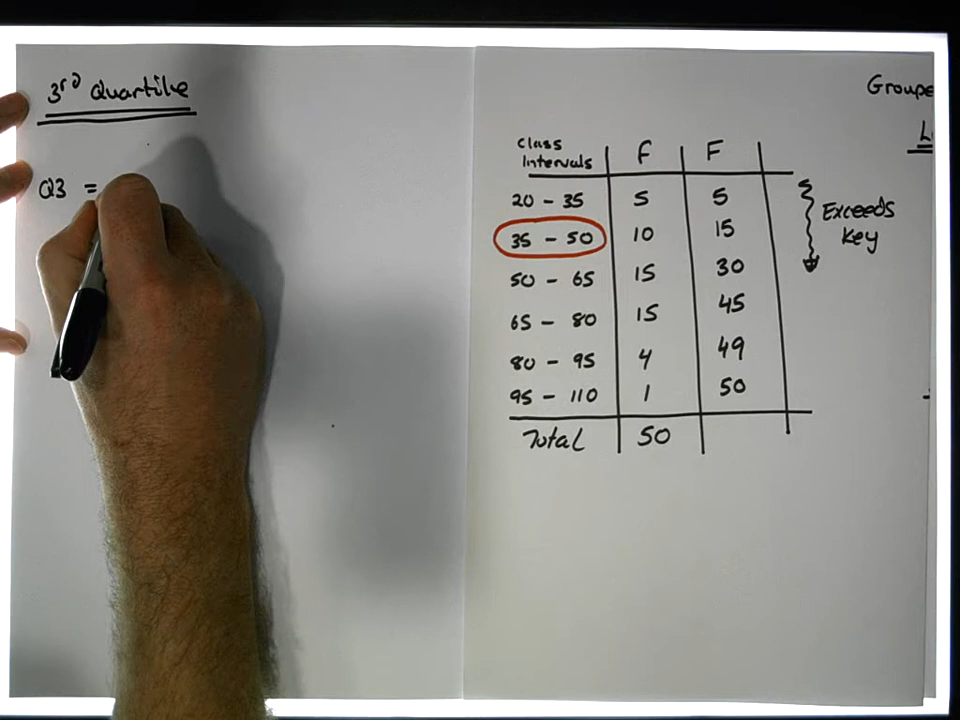 3rd Quartile
Q3 =
Class
Intervals F F
20 - 35 5 5
35 - 50 10 15
50 - 65 15 30
65 - 80 15 45
80 - 95 4 49
95 - 110 1 50
Total 50
Exceeds
key